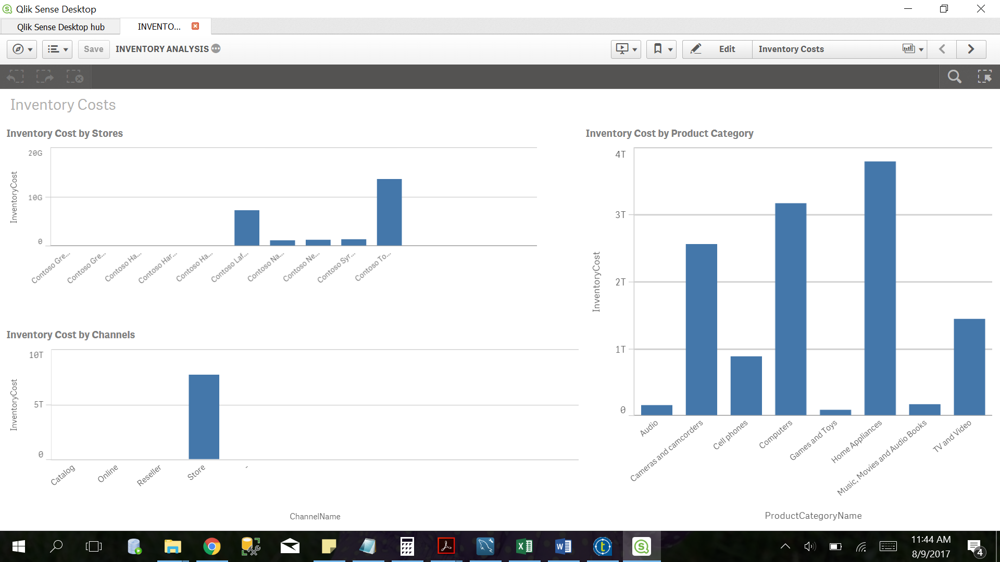 Qlik Sense Desktop
Qlik Sense Desktop hub
INVENTO...
Save
INVENTORY ANALYSIS
Edit
Inventory Costs
Inventory Costs
Inventory Cost by Stores
InventoryCost
20G
10G
0
Contoso Gre...
Contoso Gre...
Contoso Ha...
Contoso Har...
Contoso Ha...
Contoso Laf...
Contoso Na...
Contoso Ne...
Contoso Syr...
Contoso To...
Inventory Cost by Channels
InventoryCost
10T
5T
0
Catalog
Online
Reseller
Store
-
ChannelName
Inventory Cost by Product Category
InventoryCost
4T
3T
2T
1T
0
Audio
Cameras and camcorders
Cell phones
Computers
Games and Toys
Home Appliances
Music, Movies and Audio Books
TV and Video
ProductCategoryName
11:44 AM
8/9/2017
4